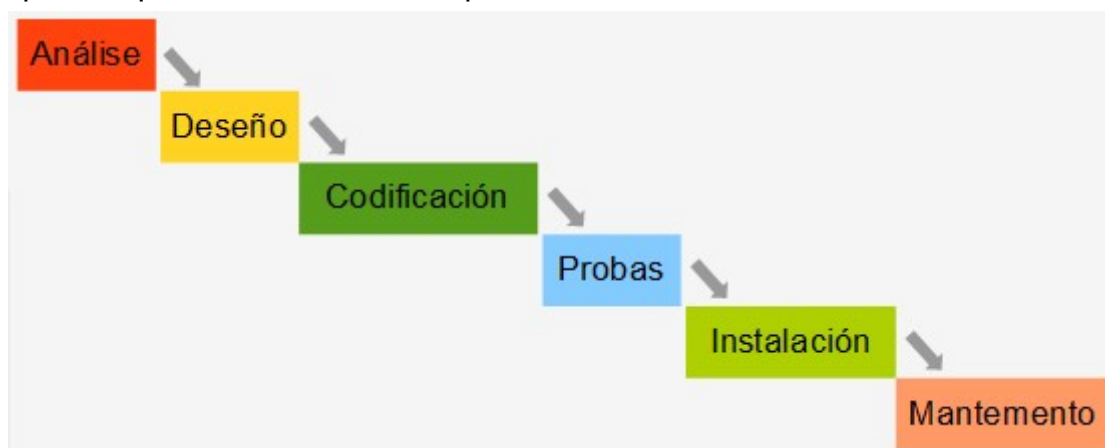 Análise
Deseño
Codificación
Probas
Instalación
Mantemento